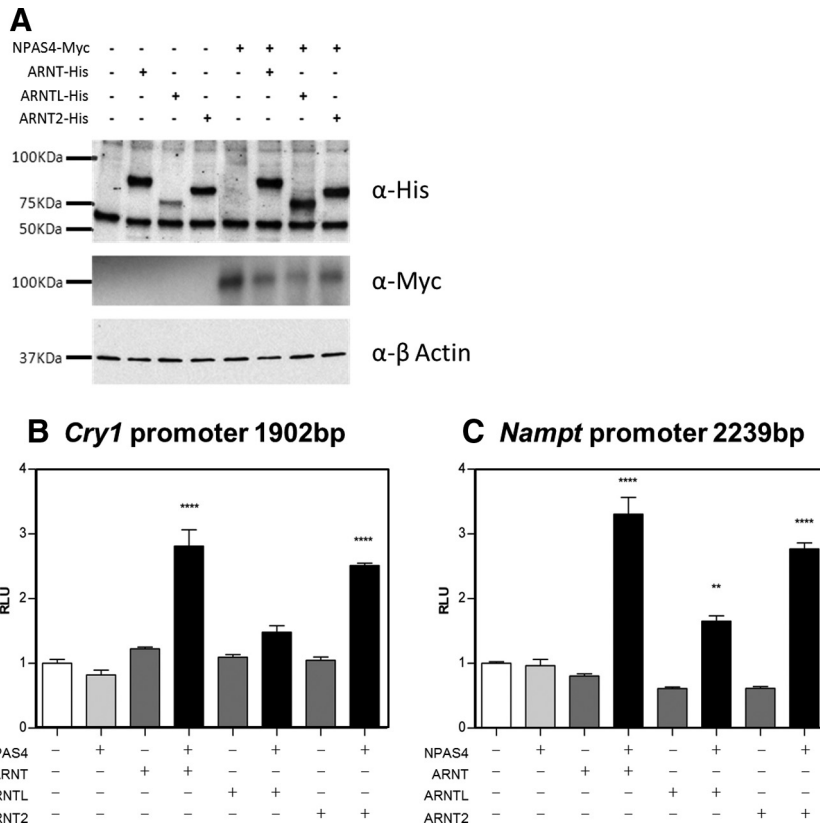 A
NPAS4-Myc - - - - + + + +
ARNT-His - + - - - + - -
ARNTL-His - - + - - - + -
ARNT2-His - - - + - - - +
100KDa
75KDa
50KDa
α-His
100KDa
α-Myc
37KDa
α-β Actin
B Cry1 promoter 1902bp
4
3
2
1
0
RLU
**** ****
PAS4 – + – + – + – +
ARNT – – + + – – – –
RNTL – – – – + + – –
ARNT2 – – – – – – + +
C Nampt promoter 2239bp
4
3
2
1
0
RLU
**** ** ****
NPAS4 – + – + – + – +
ARNT – – + + – – – –
ARNTL – – – – + + – –
ARNT2 – – – – – – + +